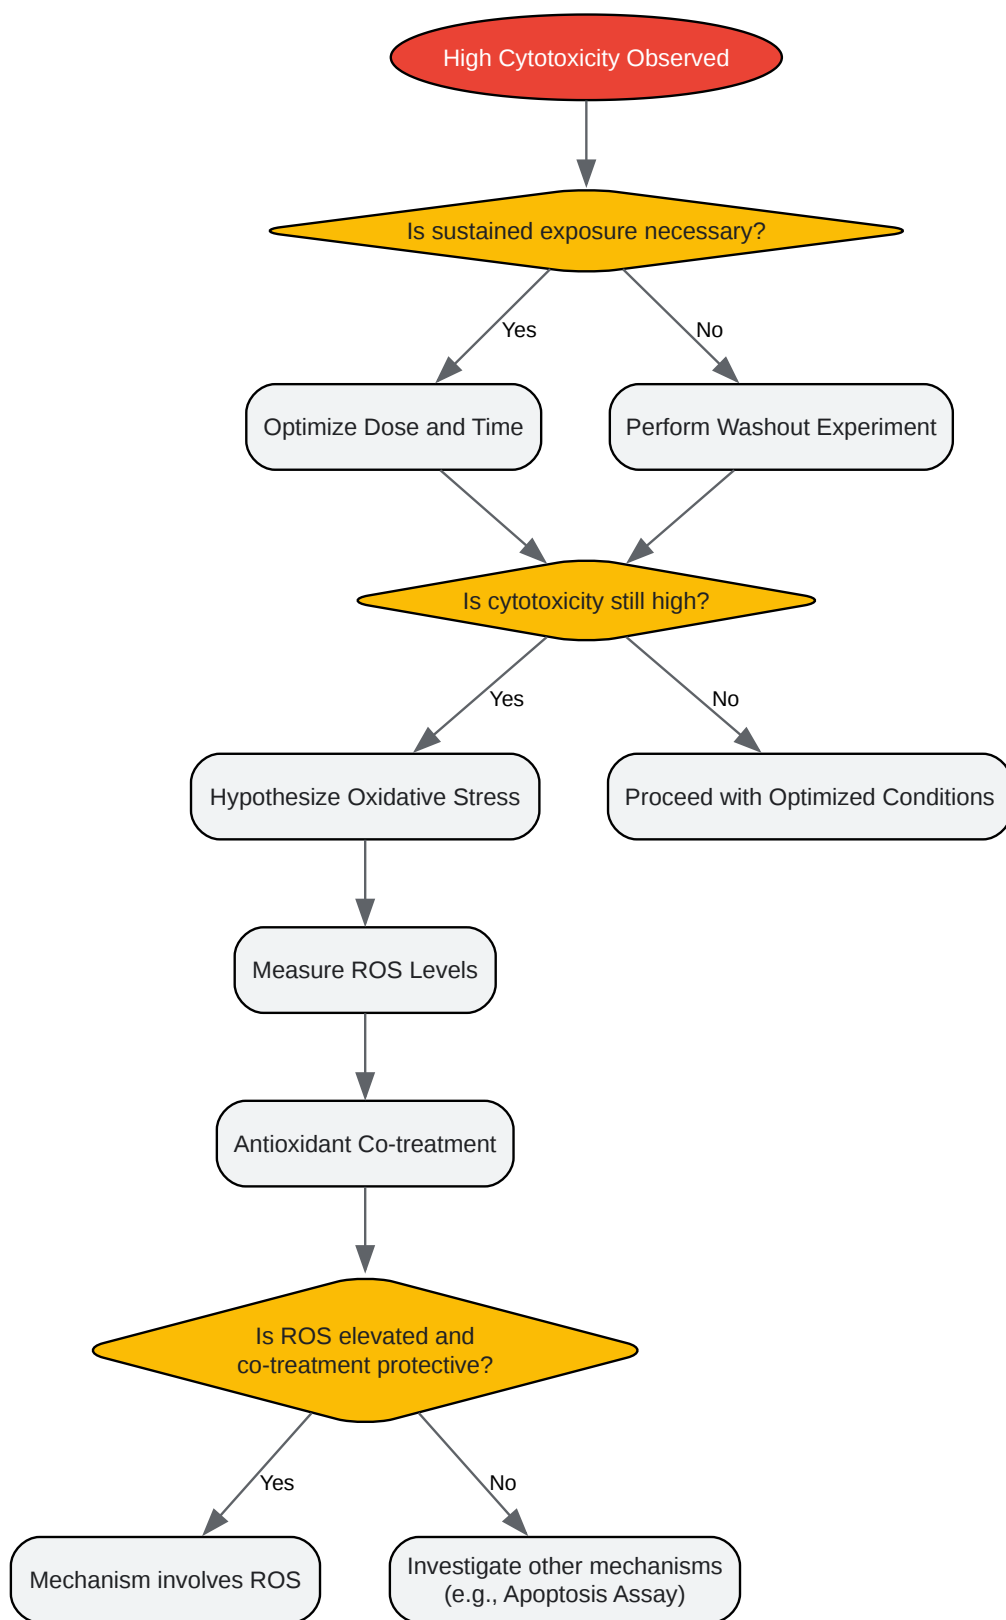 High Cytotoxicity Observed
Is sustained exposure necessary?
Yes
No
Optimize Dose and Time
Perform Washout Experiment
Is cytotoxicity still high?
Yes
No
Hypothesize Oxidative Stress
Proceed with Optimized Conditions
Measure ROS Levels
Antioxidant Co-treatment
Is ROS elevated and
co-treatment protective?
Yes
No
Mechanism involves ROS
Investigate other mechanisms
(e.g., Apoptosis Assay)